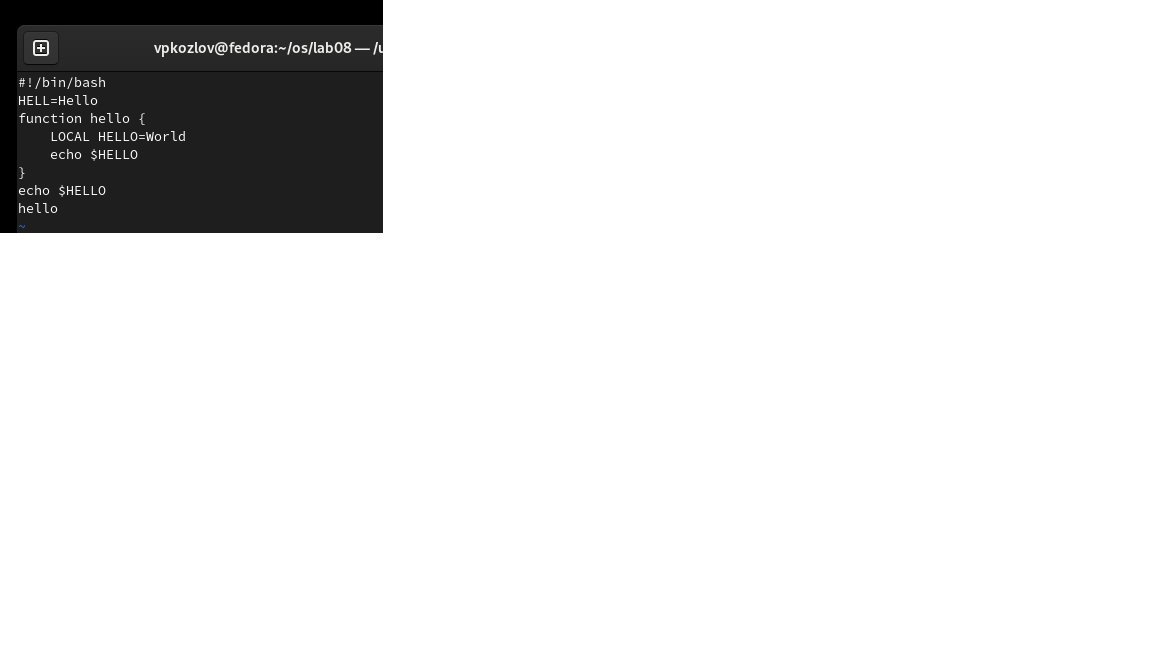 vpkozlov@fedora:~/os/lab08 — /u
#!/bin/bash
HELL=Hello
function hello {
    LOCAL HELLO=World
    echo $HELLO
}
echo $HELLO
hello
~